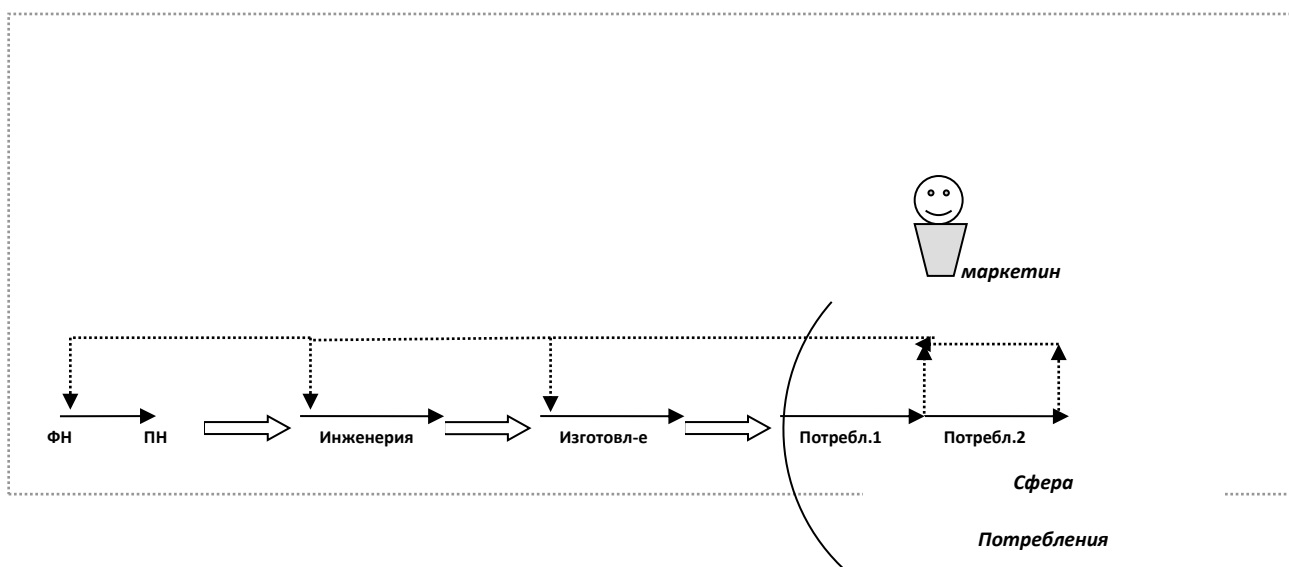 маркетин
ФН ПН Инженерия Изготовл-е Потребл.1 Потребл.2
Сфера
Потребления